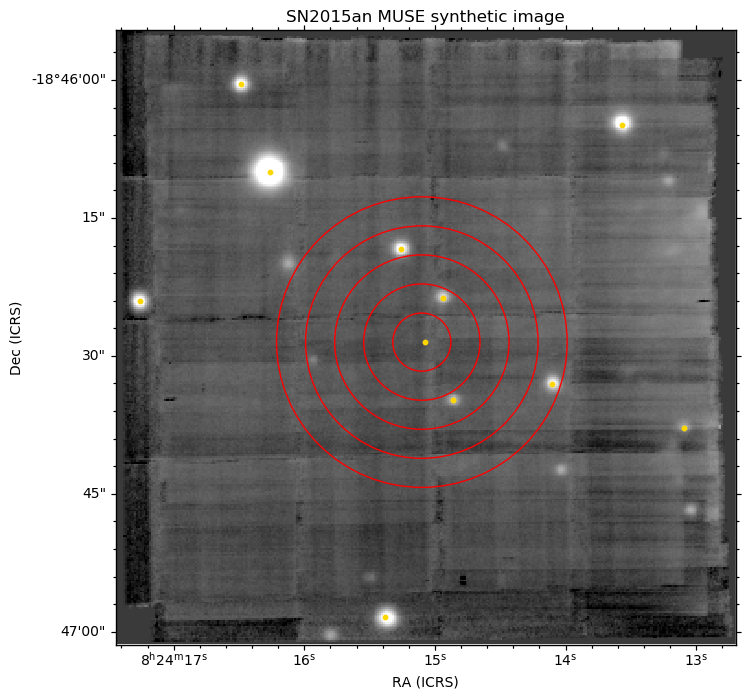 SN2015an MUSE synthetic image
-18°46'00"
15"
30"
45"
47'00"
Dec (ICRS)
8ʰ24ᵐ17ˢ 16ˢ 15ˢ 14ˢ 13ˢ
RA (ICRS)